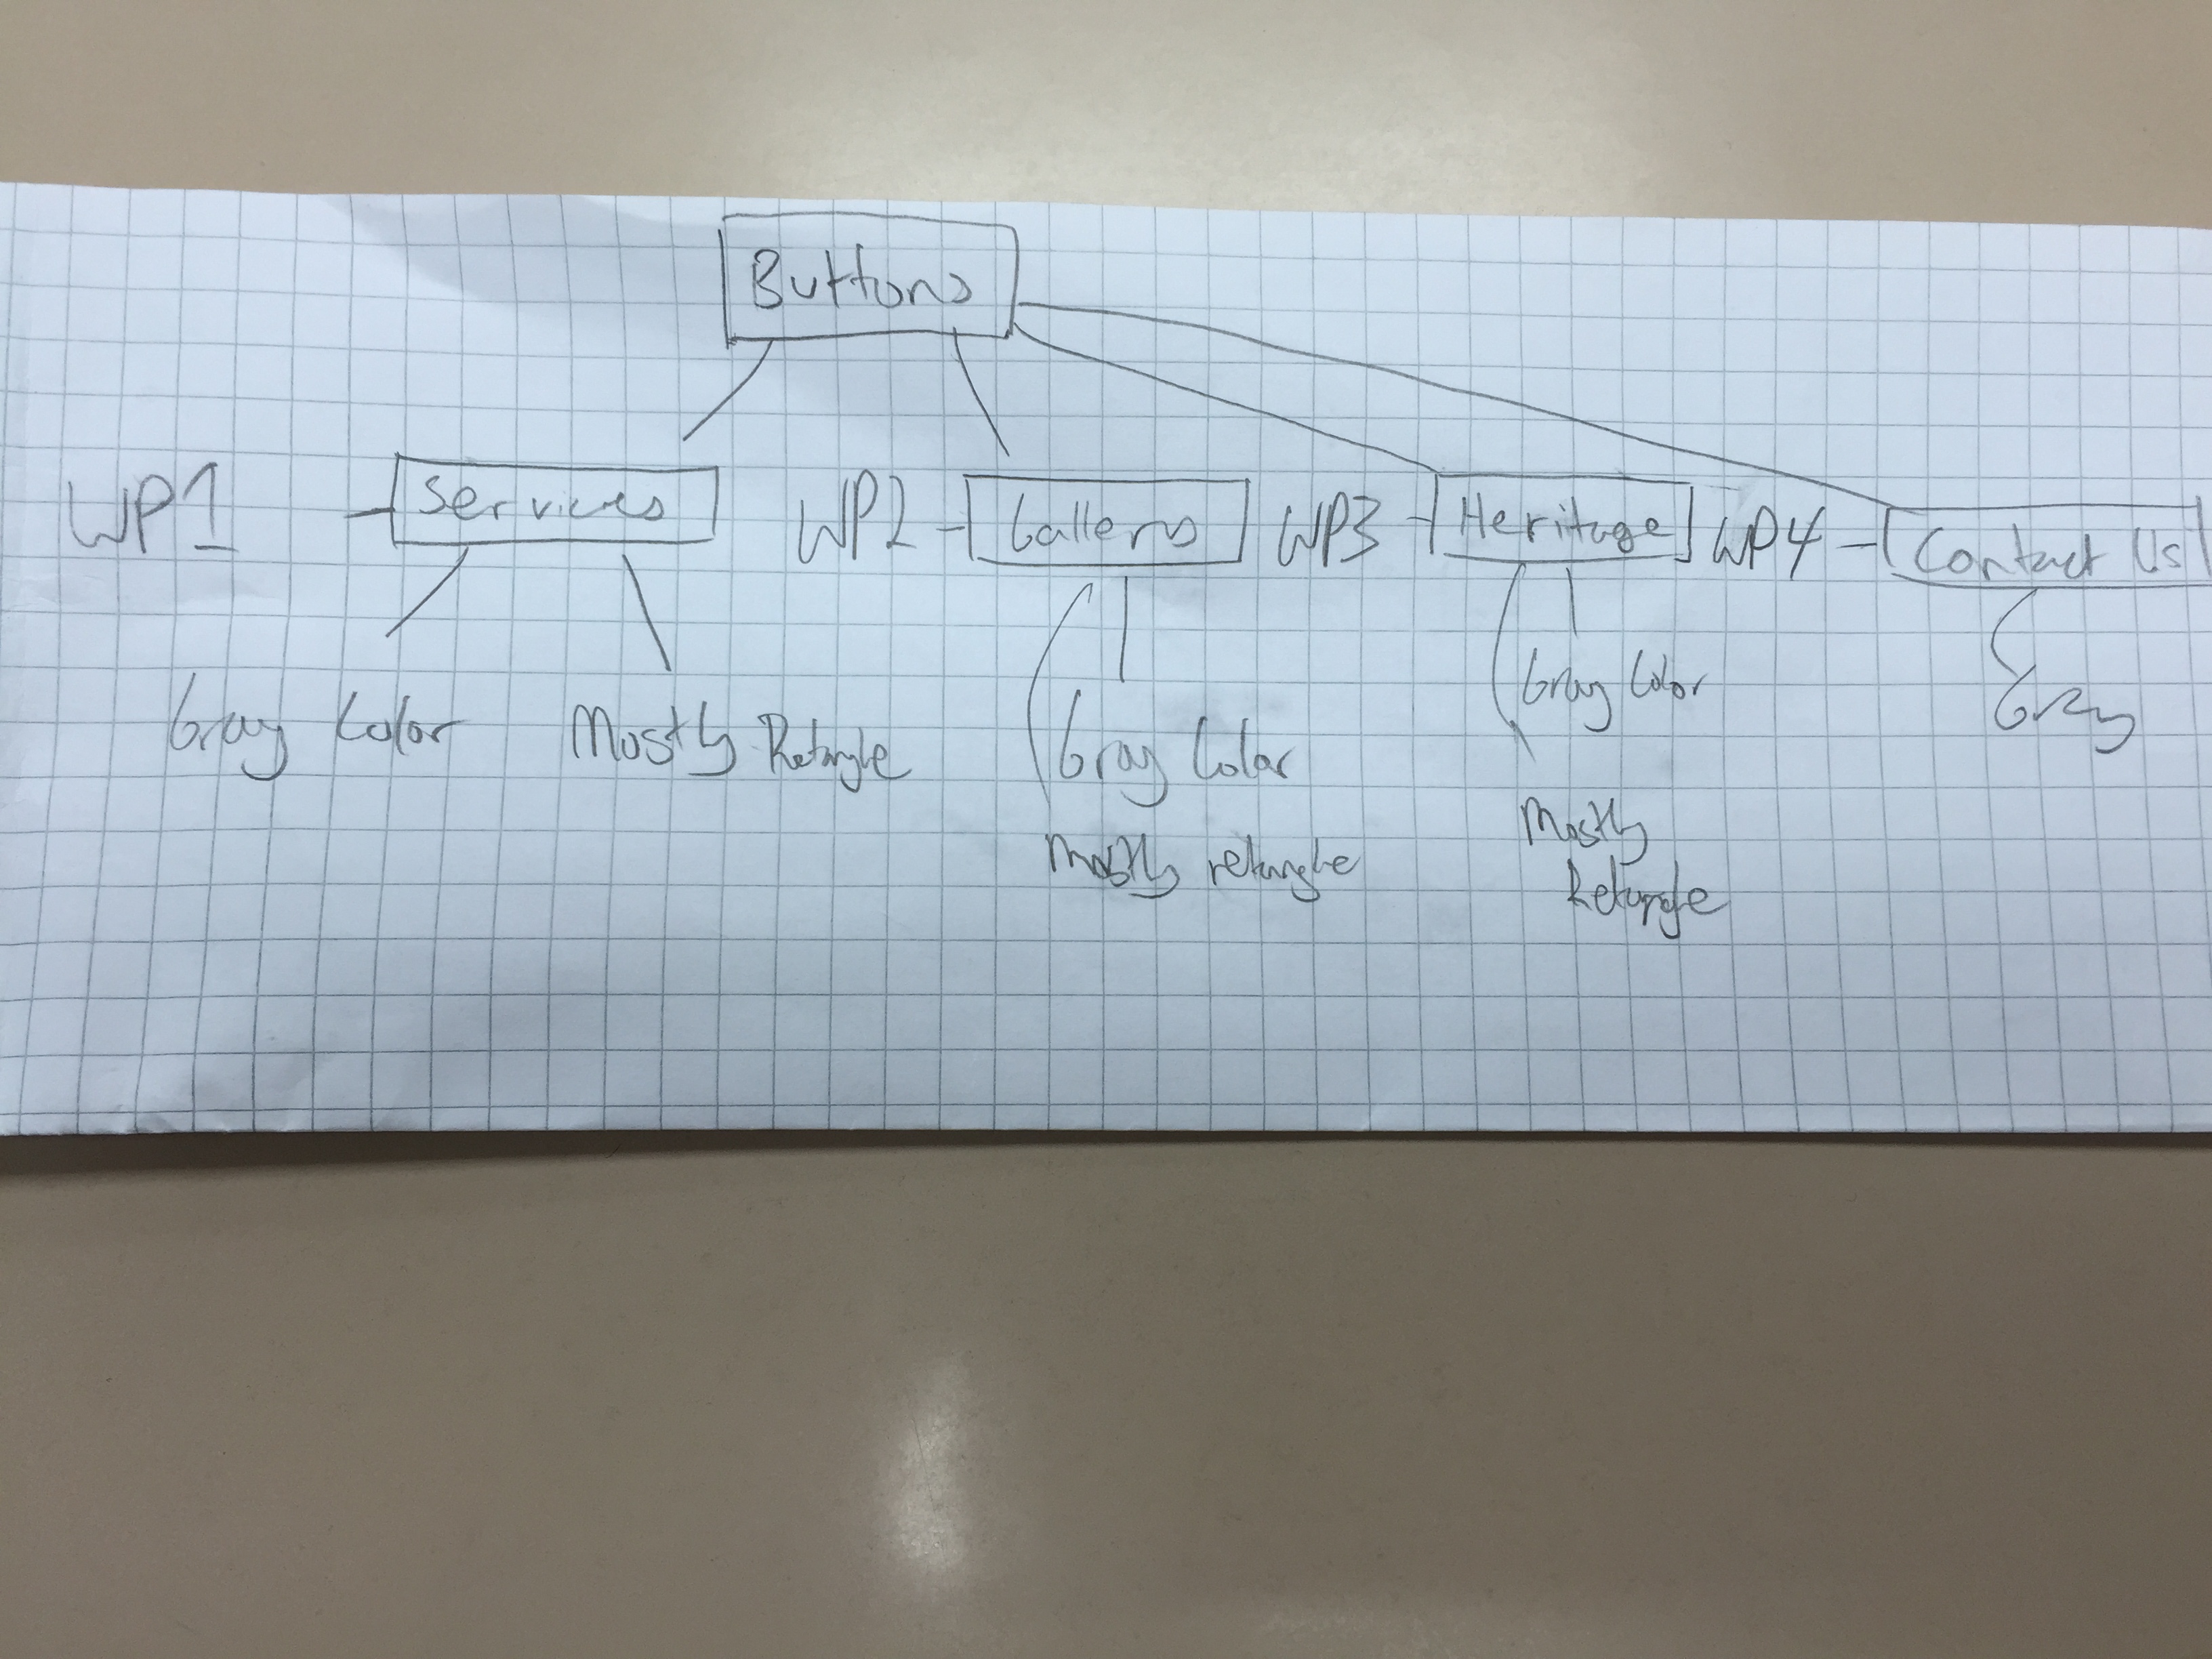 Buttons
WP1 - Services WP2 - Gallery WP3 - Heritage WP4 - Contact Us
Gray Color Mostly Retangle Gray Color Gray Color Gray
Mostly retangle Mostly
Retangle